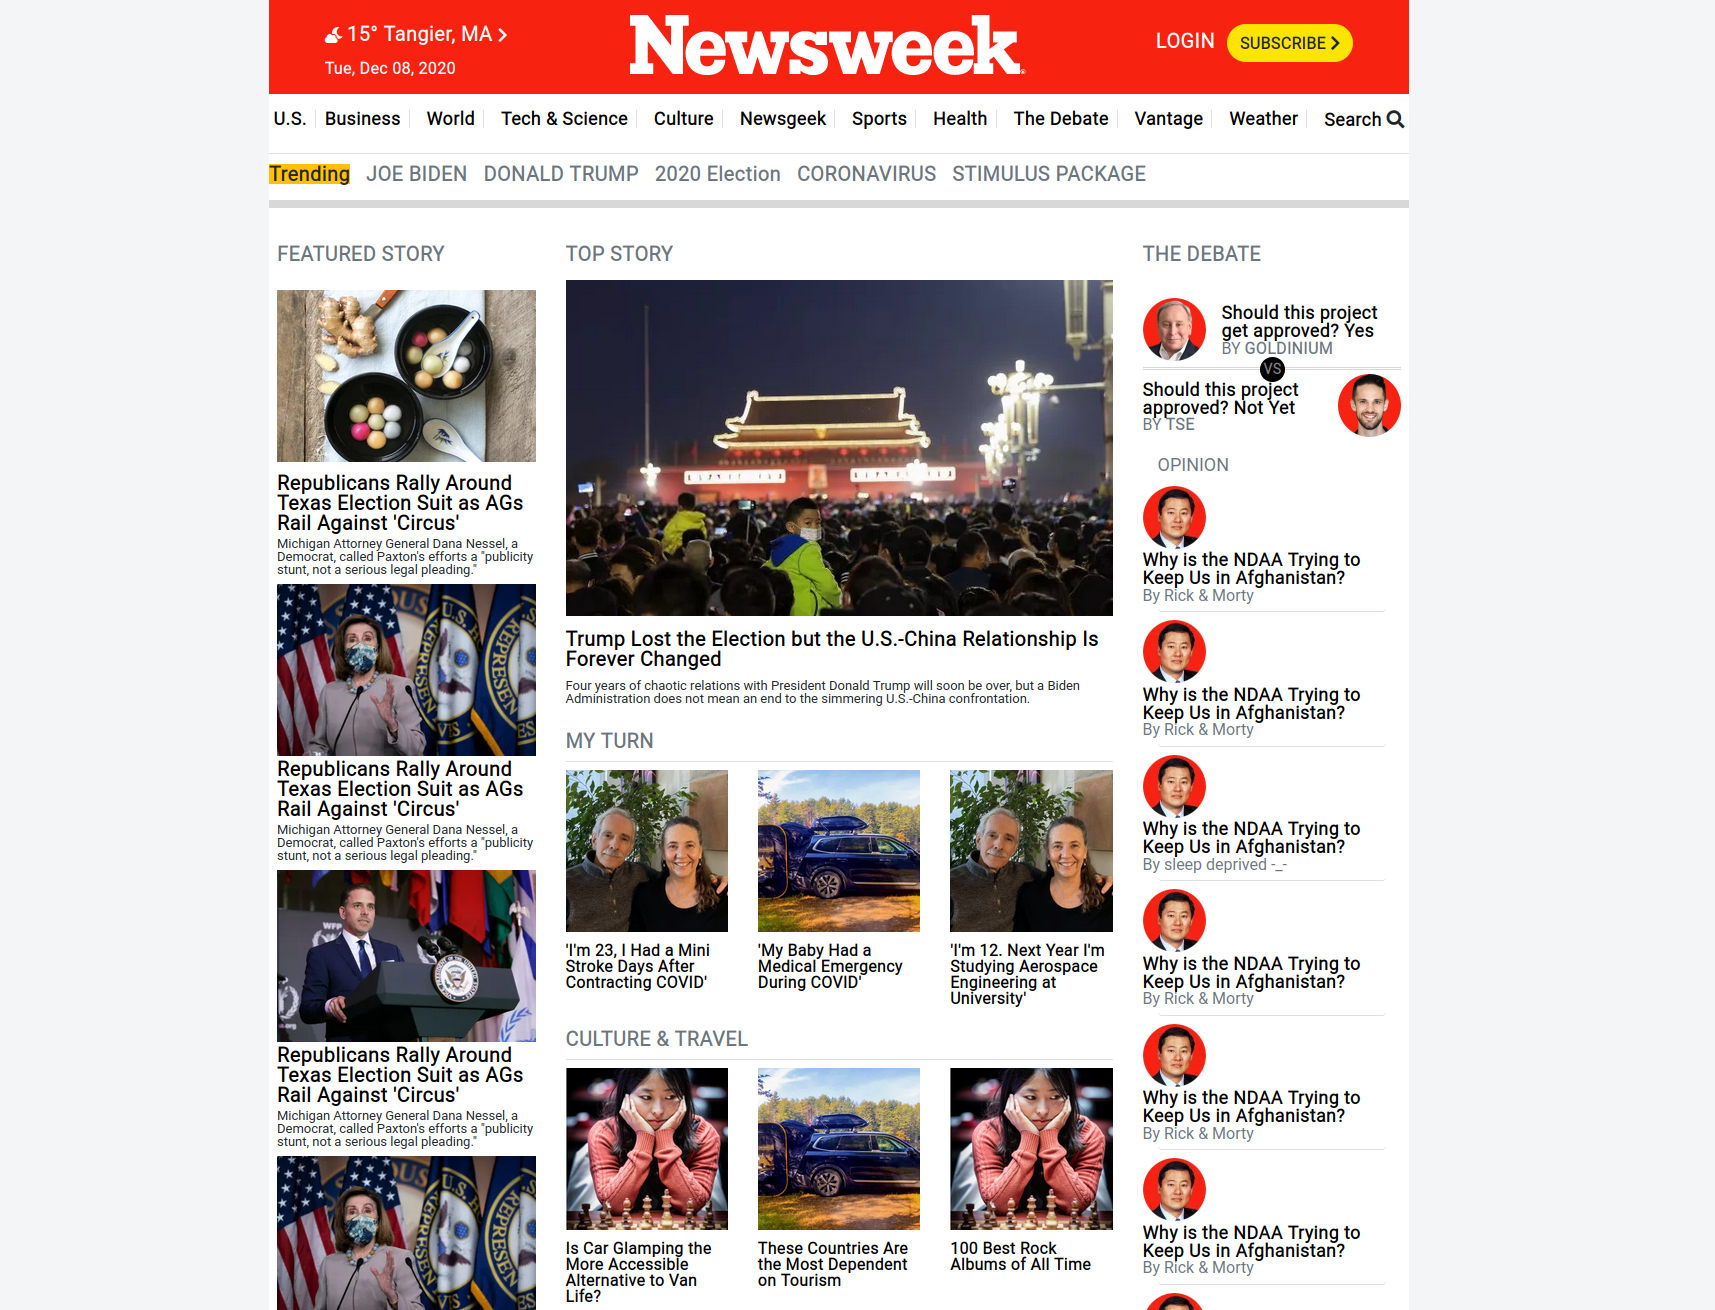 15° Tangier, MA
Tue, Dec 08, 2020
Newsweek
LOGIN
SUBSCRIBE
U.S. Business World Tech & Science Culture Newsgeek Sports Health The Debate Vantage Weather Search
Trending JOE BIDEN DONALD TRUMP 2020 Election CORONAVIRUS STIMULUS PACKAGE
FEATURED STORY
Republicans Rally Around
Texas Election Suit as AGs
Rail Against 'Circus'
Michigan Attorney General Dana Nessel, a
Democrat, called Paxton's efforts a "publicity
stunt, not a serious legal pleading."
Republicans Rally Around
Texas Election Suit as AGs
Rail Against 'Circus'
Michigan Attorney General Dana Nessel, a
Democrat, called Paxton's efforts a "publicity
stunt, not a serious legal pleading."
Republicans Rally Around
Texas Election Suit as AGs
Rail Against 'Circus'
Michigan Attorney General Dana Nessel, a
Democrat, called Paxton's efforts a "publicity
stunt, not a serious legal pleading."
TOP STORY
Trump Lost the Election but the U.S.-China Relationship Is
Forever Changed
Four years of chaotic relations with President Donald Trump will soon be over, but a Biden
Administration does not mean an end to the simmering U.S.-China confrontation.
MY TURN
'I'm 23, I Had a Mini
Stroke Days After
Contracting COVID'
'My Baby Had a
Medical Emergency
During COVID'
'I'm 12. Next Year I'm
Studying Aerospace
Engineering at
University'
CULTURE & TRAVEL
Is Car Glamping the
More Accessible
Alternative to Van
Life?
These Countries Are
the Most Dependent
on Tourism
100 Best Rock
Albums of All Time
THE DEBATE
Should this project
get approved? Yes
BY GOLDINIUM
VS
Should this project
approved? Not Yet
BY TSE
OPINION
Why is the NDAA Trying to
Keep Us in Afghanistan?
By Rick & Morty
Why is the NDAA Trying to
Keep Us in Afghanistan?
By Rick & Morty
Why is the NDAA Trying to
Keep Us in Afghanistan?
By sleep deprived -_-
Why is the NDAA Trying to
Keep Us in Afghanistan?
By Rick & Morty
Why is the NDAA Trying to
Keep Us in Afghanistan?
By Rick & Morty
Why is the NDAA Trying to
Keep Us in Afghanistan?
By Rick & Morty